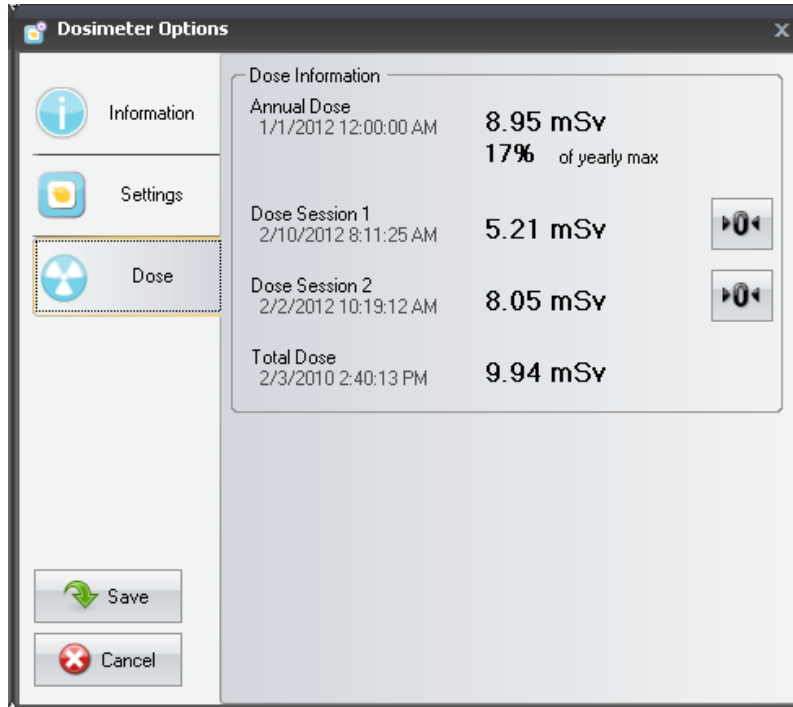 Dosimeter Options
x
Information
Settings
Dose
Dose Information
Annual Dose
1/1/2012 12:00:00 AM
8.95 mSv
17% of yearly max
Dose Session 1
2/10/2012 8:11:25 AM
5.21 mSv
0
Dose Session 2
2/2/2012 10:19:12 AM
8.05 mSv
0
Total Dose
2/3/2010 2:40:13 PM
9.94 mSv
Save
Cancel